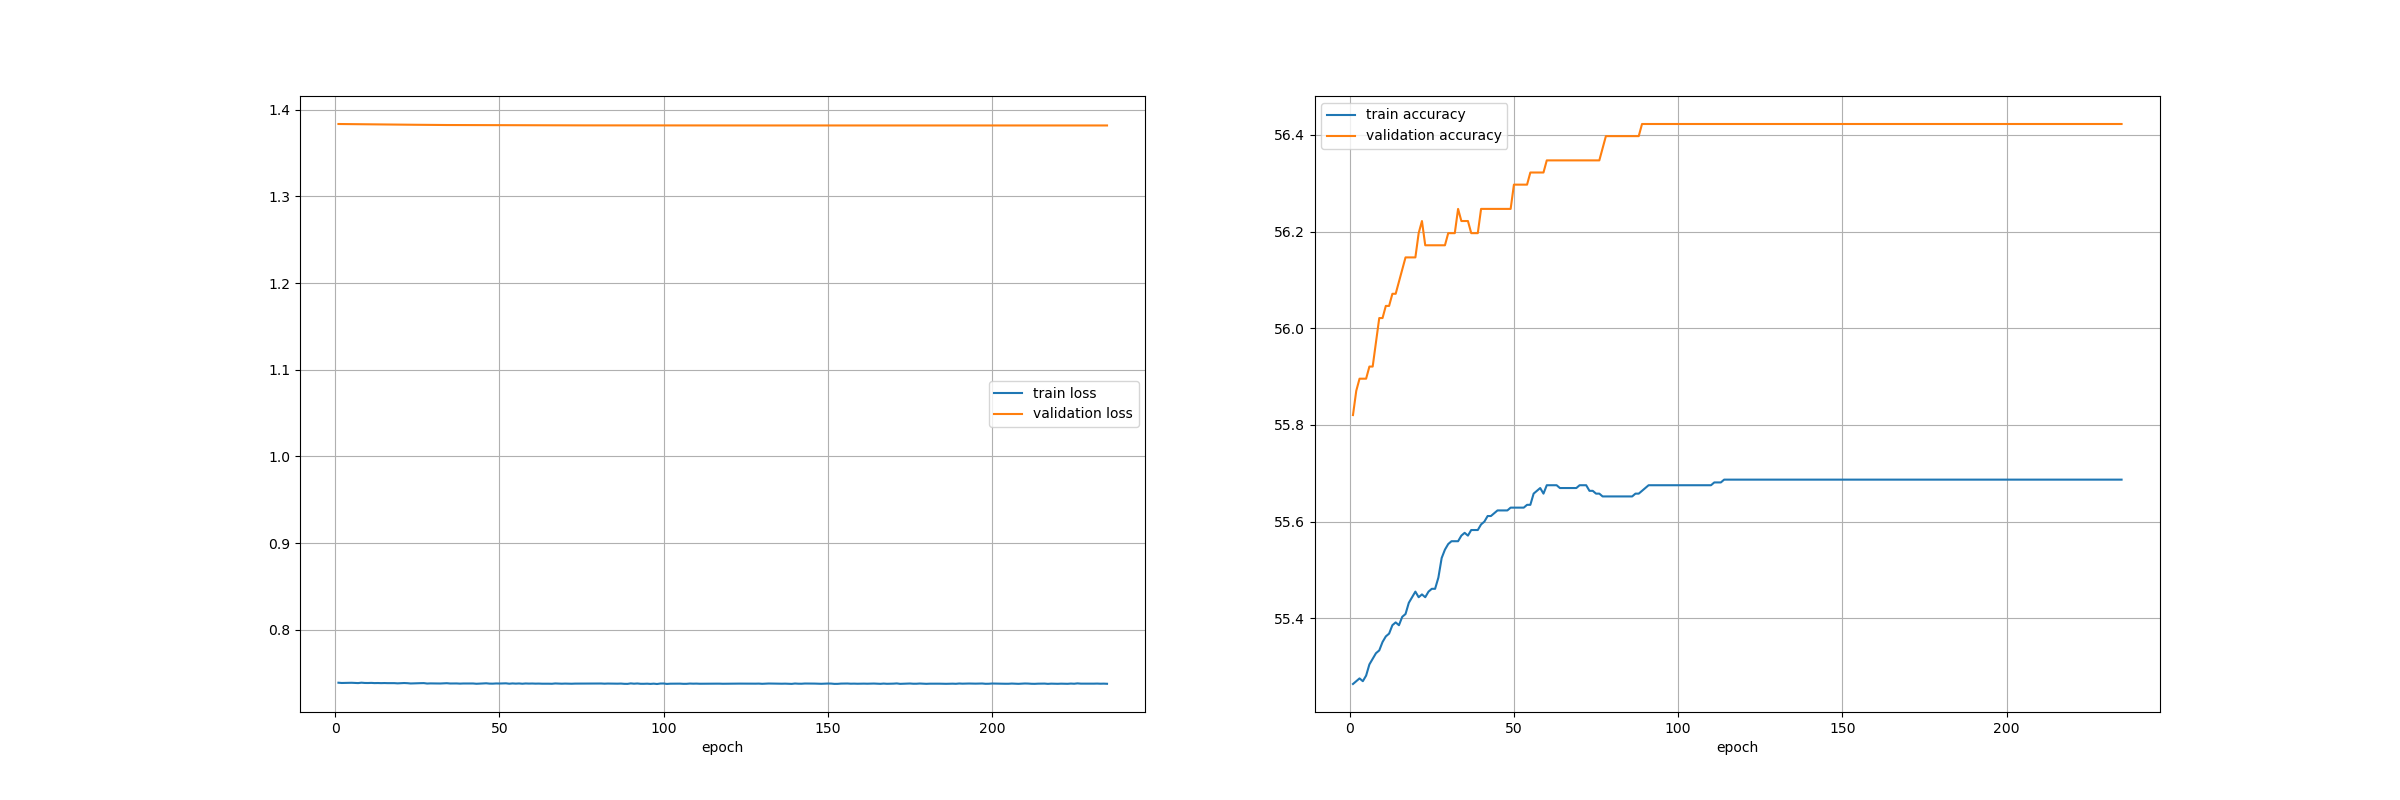 1.4
1.3
1.2
1.1
1.0
0.9
0.8
train loss
validation loss
0 50 100 150 200
epoch
train accuracy
validation accuracy
56.4
56.2
56.0
55.8
55.6
55.4
0 50 100 150 200
epoch